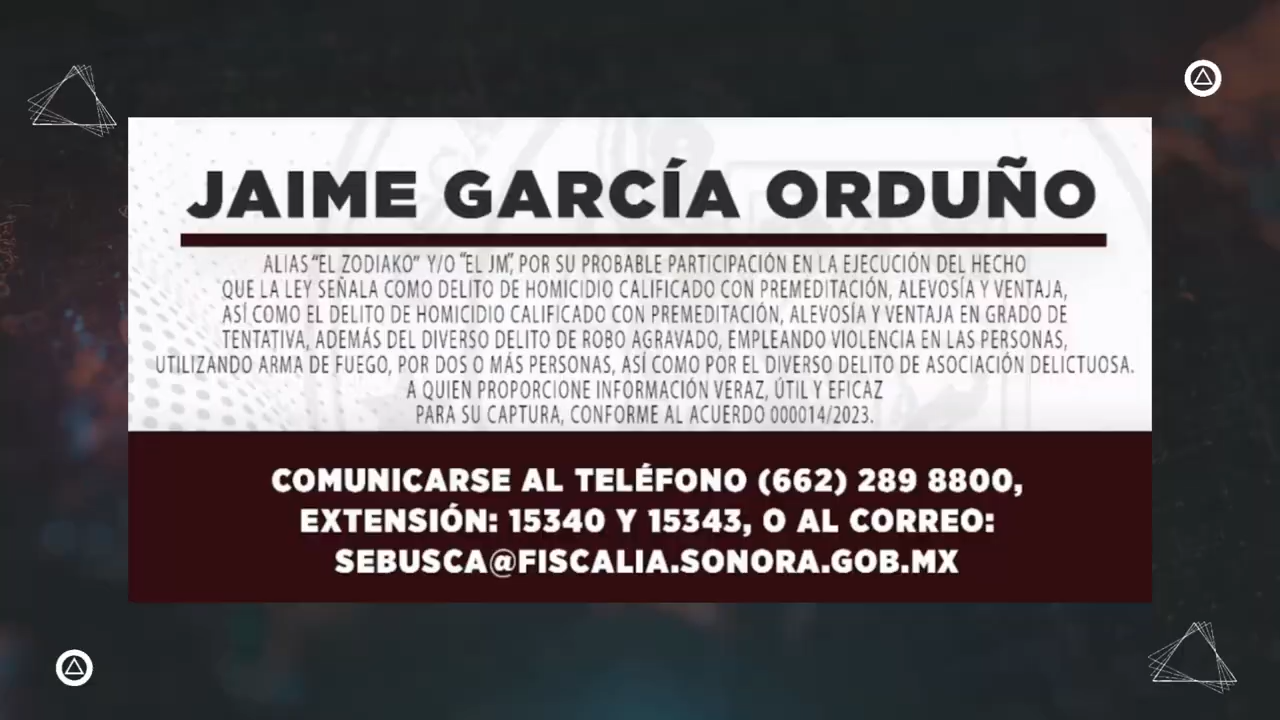 JAIME GARCÍA ORDUÑO
ALIAS "EL ZODIAKO" Y/O "EL JM", POR SU PROBABLE PARTICIPACIÓN EN LA EJECUCIÓN DEL HECHO
QUE LA LEY SEÑALA COMO DELITO DE HOMICIDIO CALIFICADO CON PREMEDITACIÓN, ALEVOSÍA Y VENTAJA,
ASÍ COMO EL DELITO DE HOMICIDIO CALIFICADO CON PREMEDITACIÓN, ALEVOSÍA Y VENTAJA EN GRADO DE
TENTATIVA, ADEMÁS DEL DIVERSO DELITO DE ROBO AGRAVADO, EMPLEANDO VIOLENCIA EN LAS PERSONAS,
UTILIZANDO ARMA DE FUEGO, POR DOS O MÁS PERSONAS, ASÍ COMO POR EL DIVERSO DELITO DE ASOCIACIÓN DELICTUOSA.
A QUIEN PROPORCIONE INFORMACIÓN VERAZ, ÚTIL Y EFICAZ
PARA SU CAPTURA, CONFORME AL ACUERDO 000014/2023.
COMUNICARSE AL TELÉFONO (662) 289 8800,
EXTENSIÓN: 15340 Y 15343, O AL CORREO:
SEBUSCA@FISCALIA.SONORA.GOB.MX